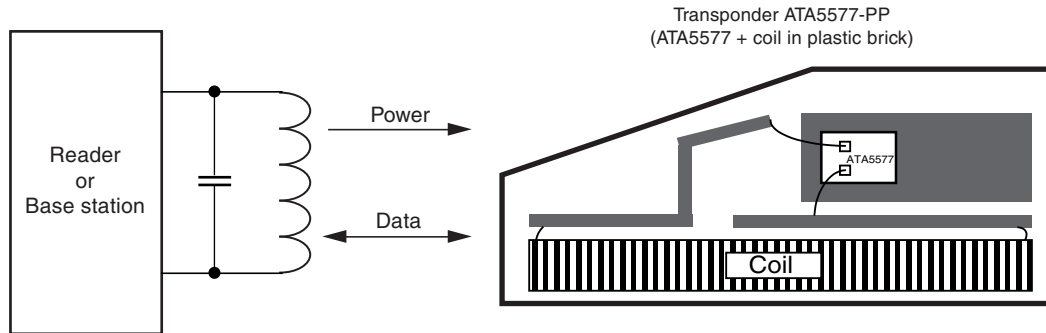 Transponder ATA5577-PP
(ATA5577 + coil in plastic brick)
Reader
or
Base station
Power
Data
ATA5577
Coil